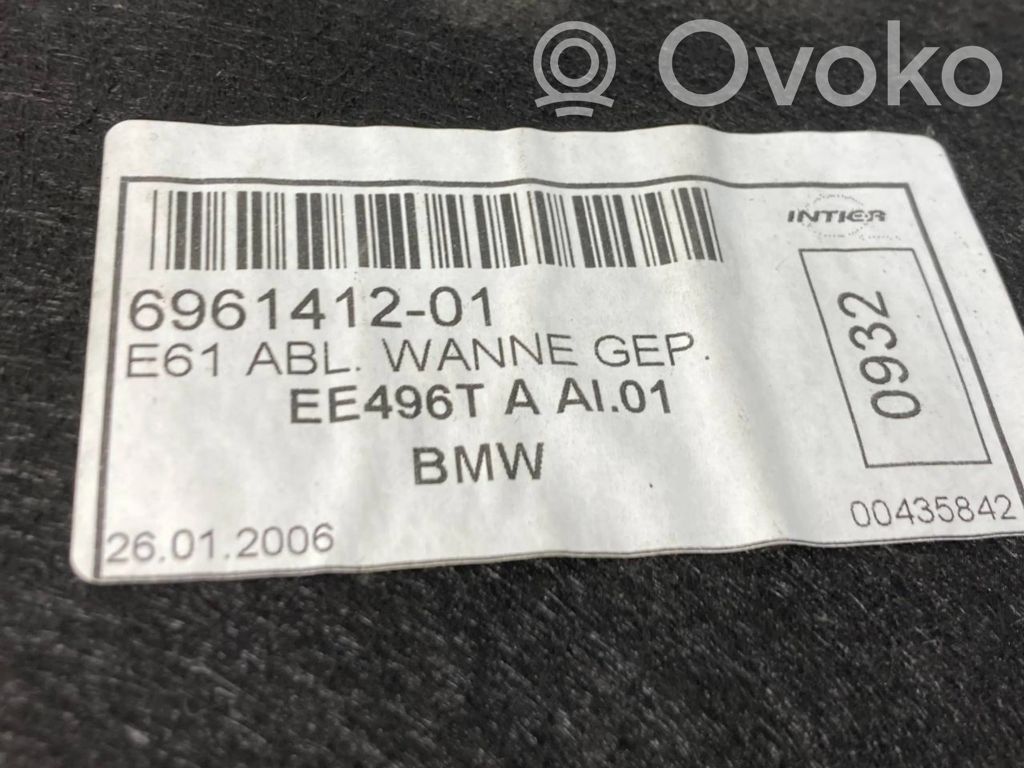 Ovoko
INTIER
6961412-01
E61 ABL. WANNE GEP.
EE496T A AI.01
BMW
0932
26.01.2006
00435842